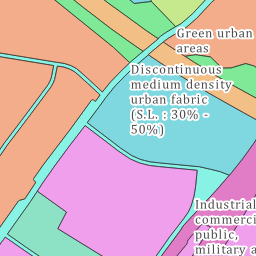 Green urban
areas
Discontinuous
medium density
urban fabric
(S.L. : 30% -
50%)
Industrial
commerci
public,
military a